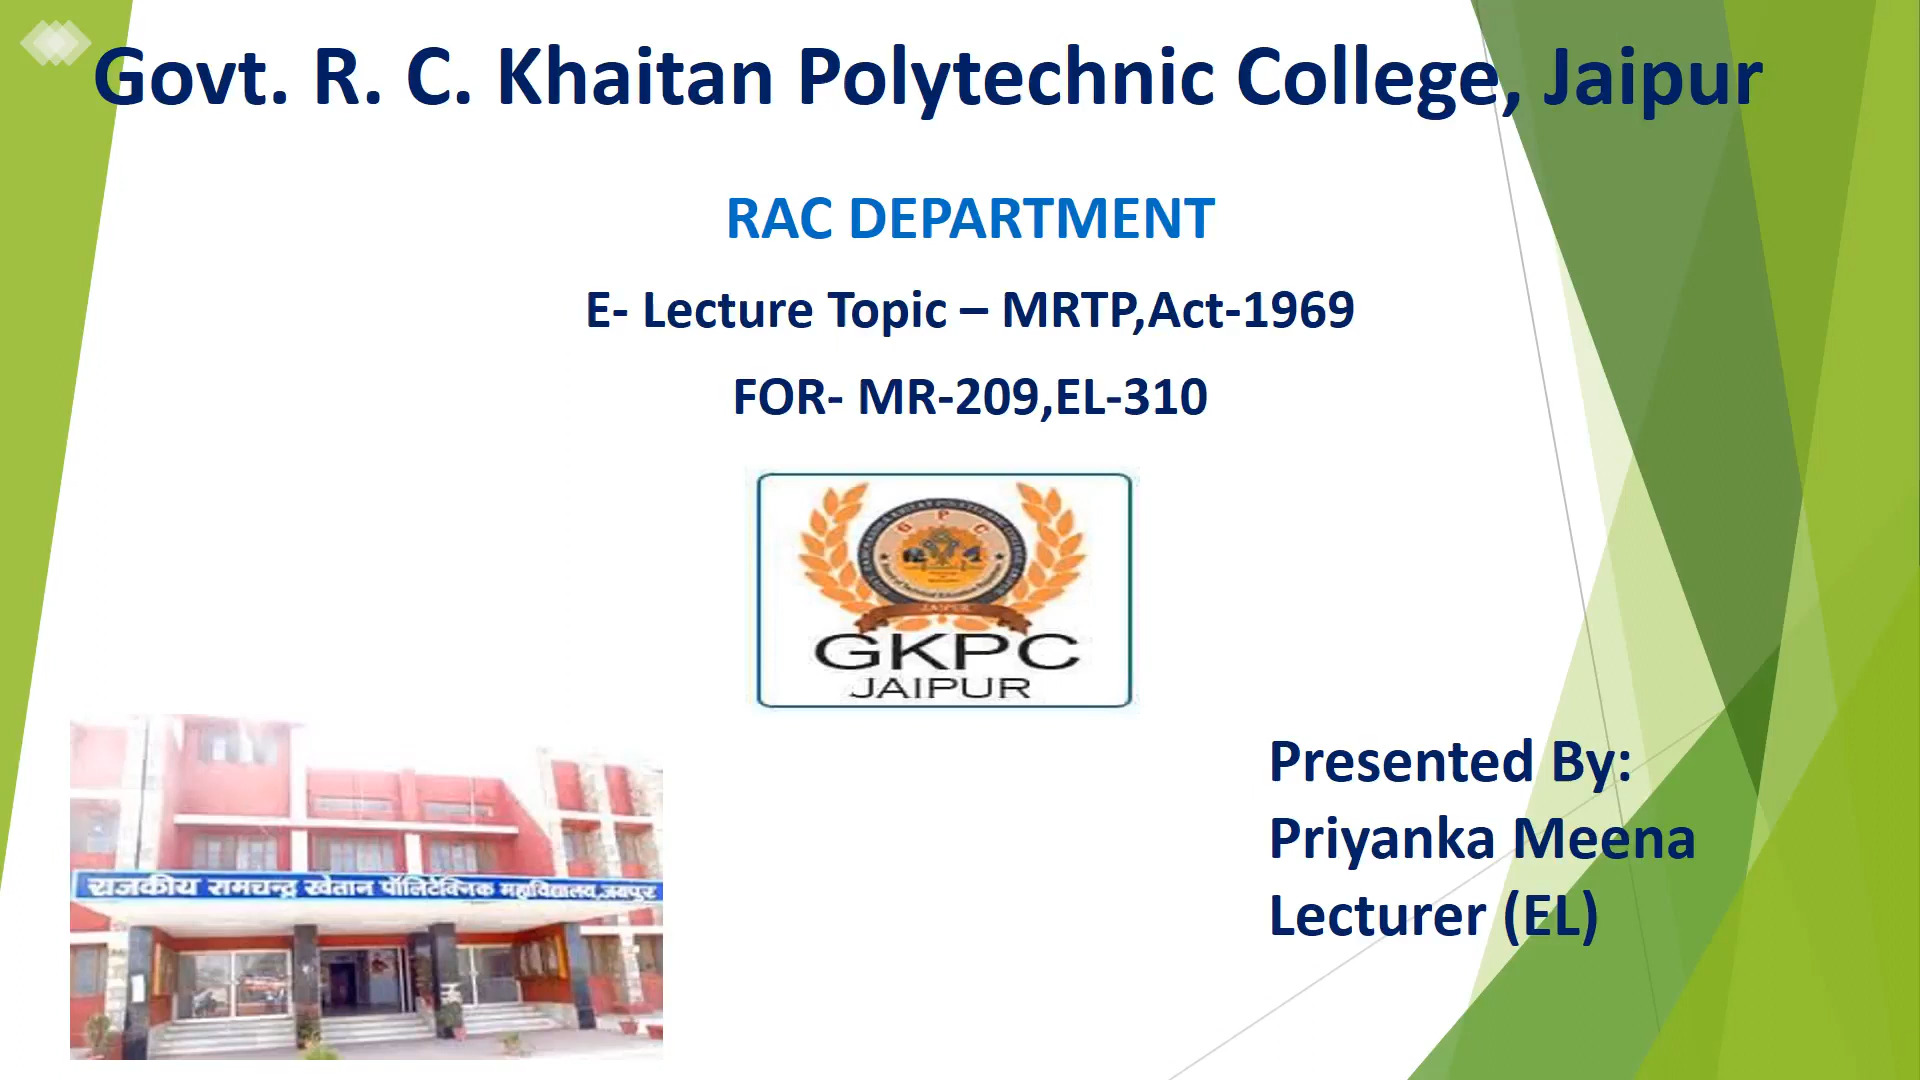 Govt. R. C. Khaitan Polytechnic College, Jaipur
RAC DEPARTMENT
E- Lecture Topic – MRTP,Act-1969
FOR- MR-209,EL-310
G P C
JAIPUR
GKPC
JAIPUR
राजकीय रामचन्द्र खेतान पॉलिटेक्निक महाविद्यालय,जयपुर
Presented By:
Priyanka Meena
Lecturer (EL)